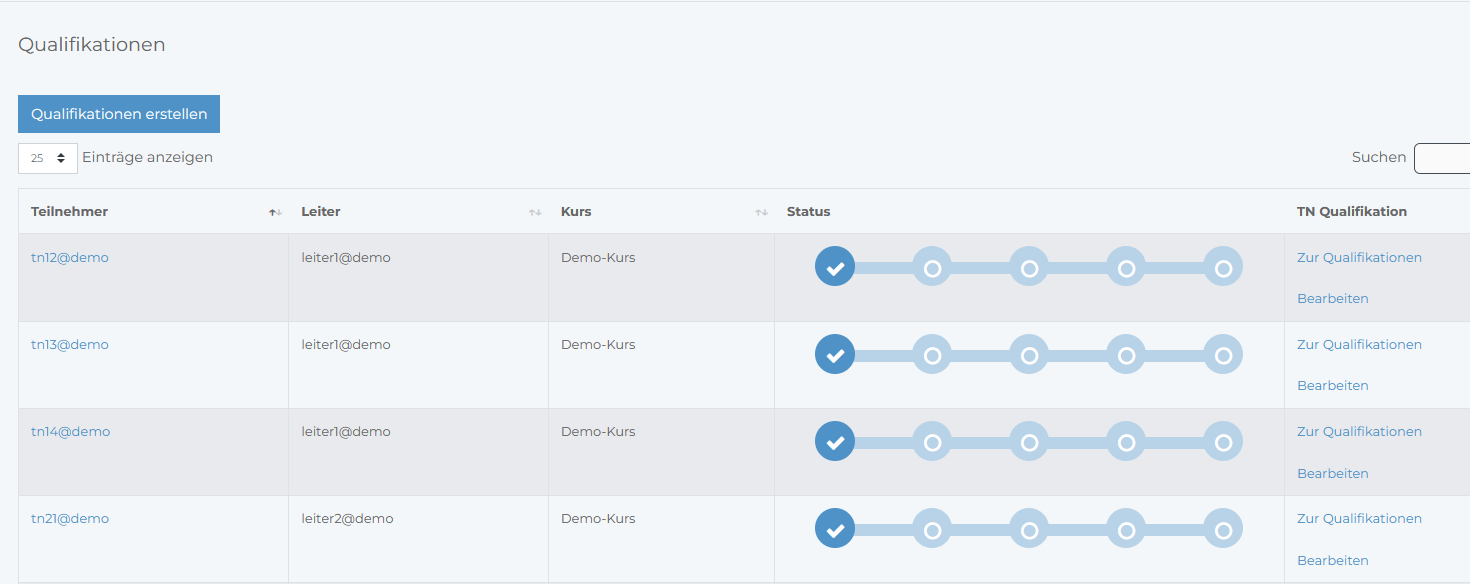 Qualifikationen
Qualifikationen erstellen
25 Einträge anzeigen
Suchen
Teilnehmer Leiter Kurs Status TN Qualifikation
tn12@demo leiter1@demo Demo-Kurs Zur Qualifikationen
Bearbeiten
tn13@demo leiter1@demo Demo-Kurs Zur Qualifikationen
Bearbeiten
tn14@demo leiter1@demo Demo-Kurs Zur Qualifikationen
Bearbeiten
tn21@demo leiter2@demo Demo-Kurs Zur Qualifikationen
Bearbeiten